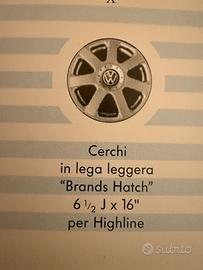 X
Cerchi
in lega leggera
“Brands Hatch”
6 1/2 J x 16"
per Highline
subito